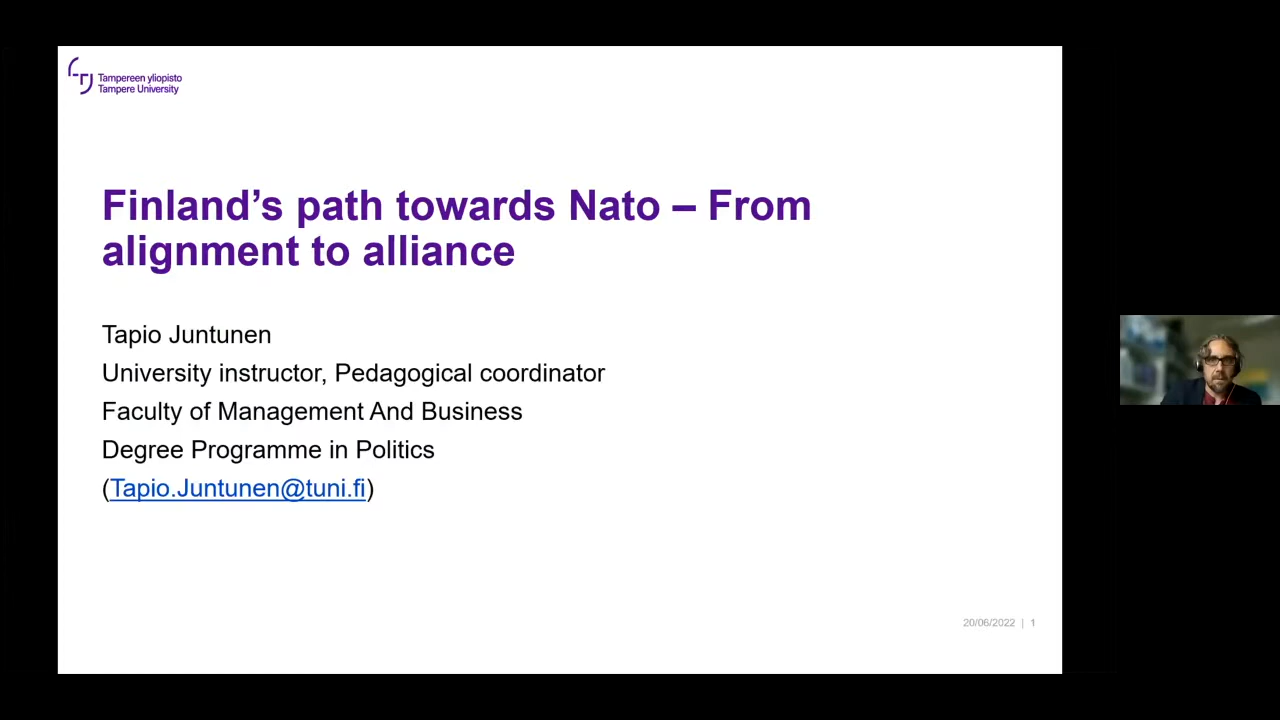 Tampereen yliopisto
Tampere University
Finland’s path towards Nato – From
alignment to alliance
Tapio Juntunen
University instructor, Pedagogical coordinator
Faculty of Management And Business
Degree Programme in Politics
(Tapio.Juntunen@tuni.fi)
20/06/2022 | 1